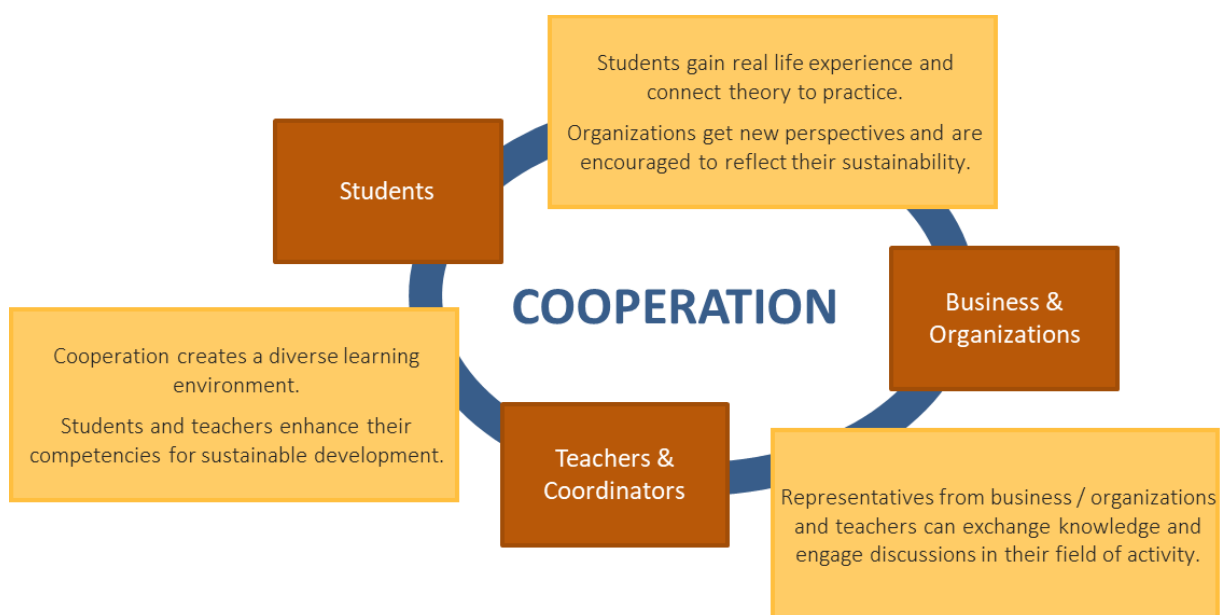 Students gain real life experience and
connect theory to practice.
Organizations get new perspectives and are
encouraged to reflect their sustainability.
Students
COOPERATION
Business &
Organizations
Cooperation creates a diverse learning
environment.
Students and teachers enhance their
competencies for sustainable development.
Teachers &
Coordinators
Representatives from business / organizations
and teachers can exchange knowledge and
engage discussions in their field of activity.